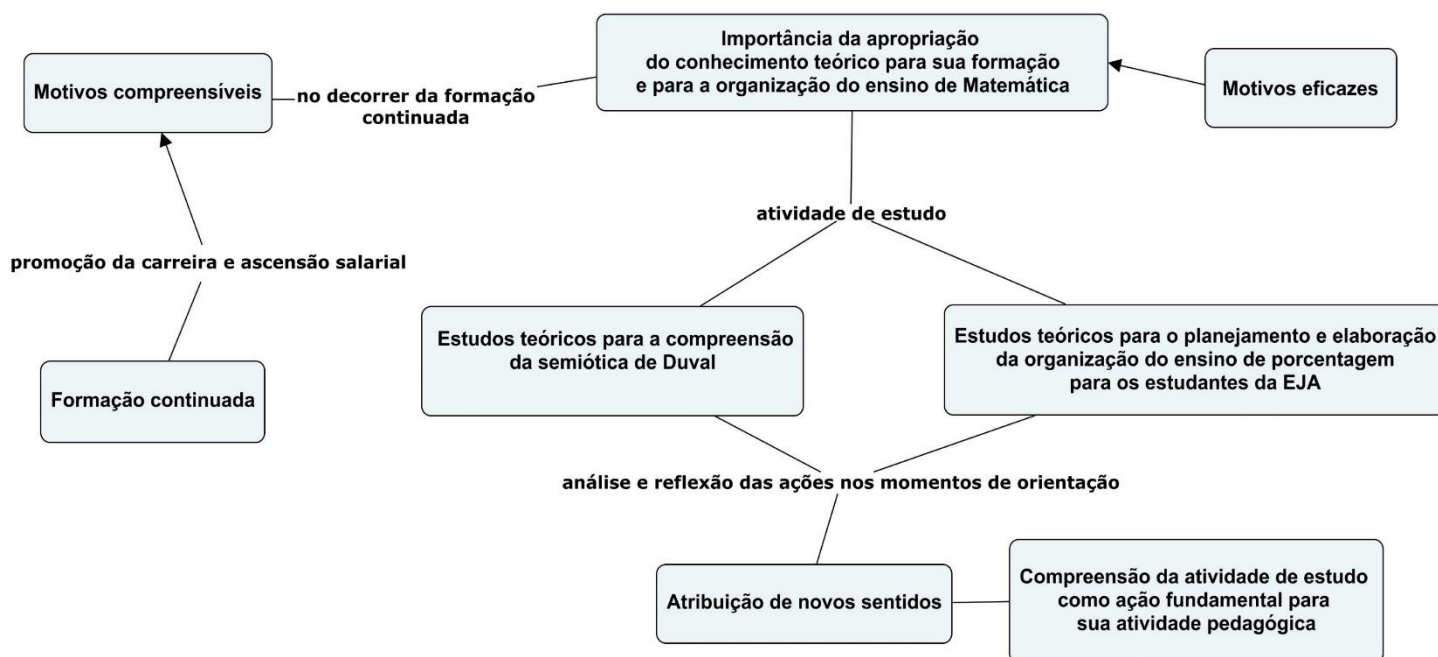 Importância da apropriação
do conhecimento teórico para sua formação
e para a organização do ensino de Matemática
Motivos compreensíveis
no decorrer da formação
continuada
Motivos eficazes
atividade de estudo
promoção da carreira e ascensão salarial
Estudos teóricos para a compreensão
da semiótica de Duval
Estudos teóricos para o planejamento e elaboração
da organização do ensino de porcentagem
para os estudantes da EJA
Formação continuada
análise e reflexão das ações nos momentos de orientação
Atribuição de novos sentidos
Compreensão da atividade de estudo
como ação fundamental para
sua atividade pedagógica